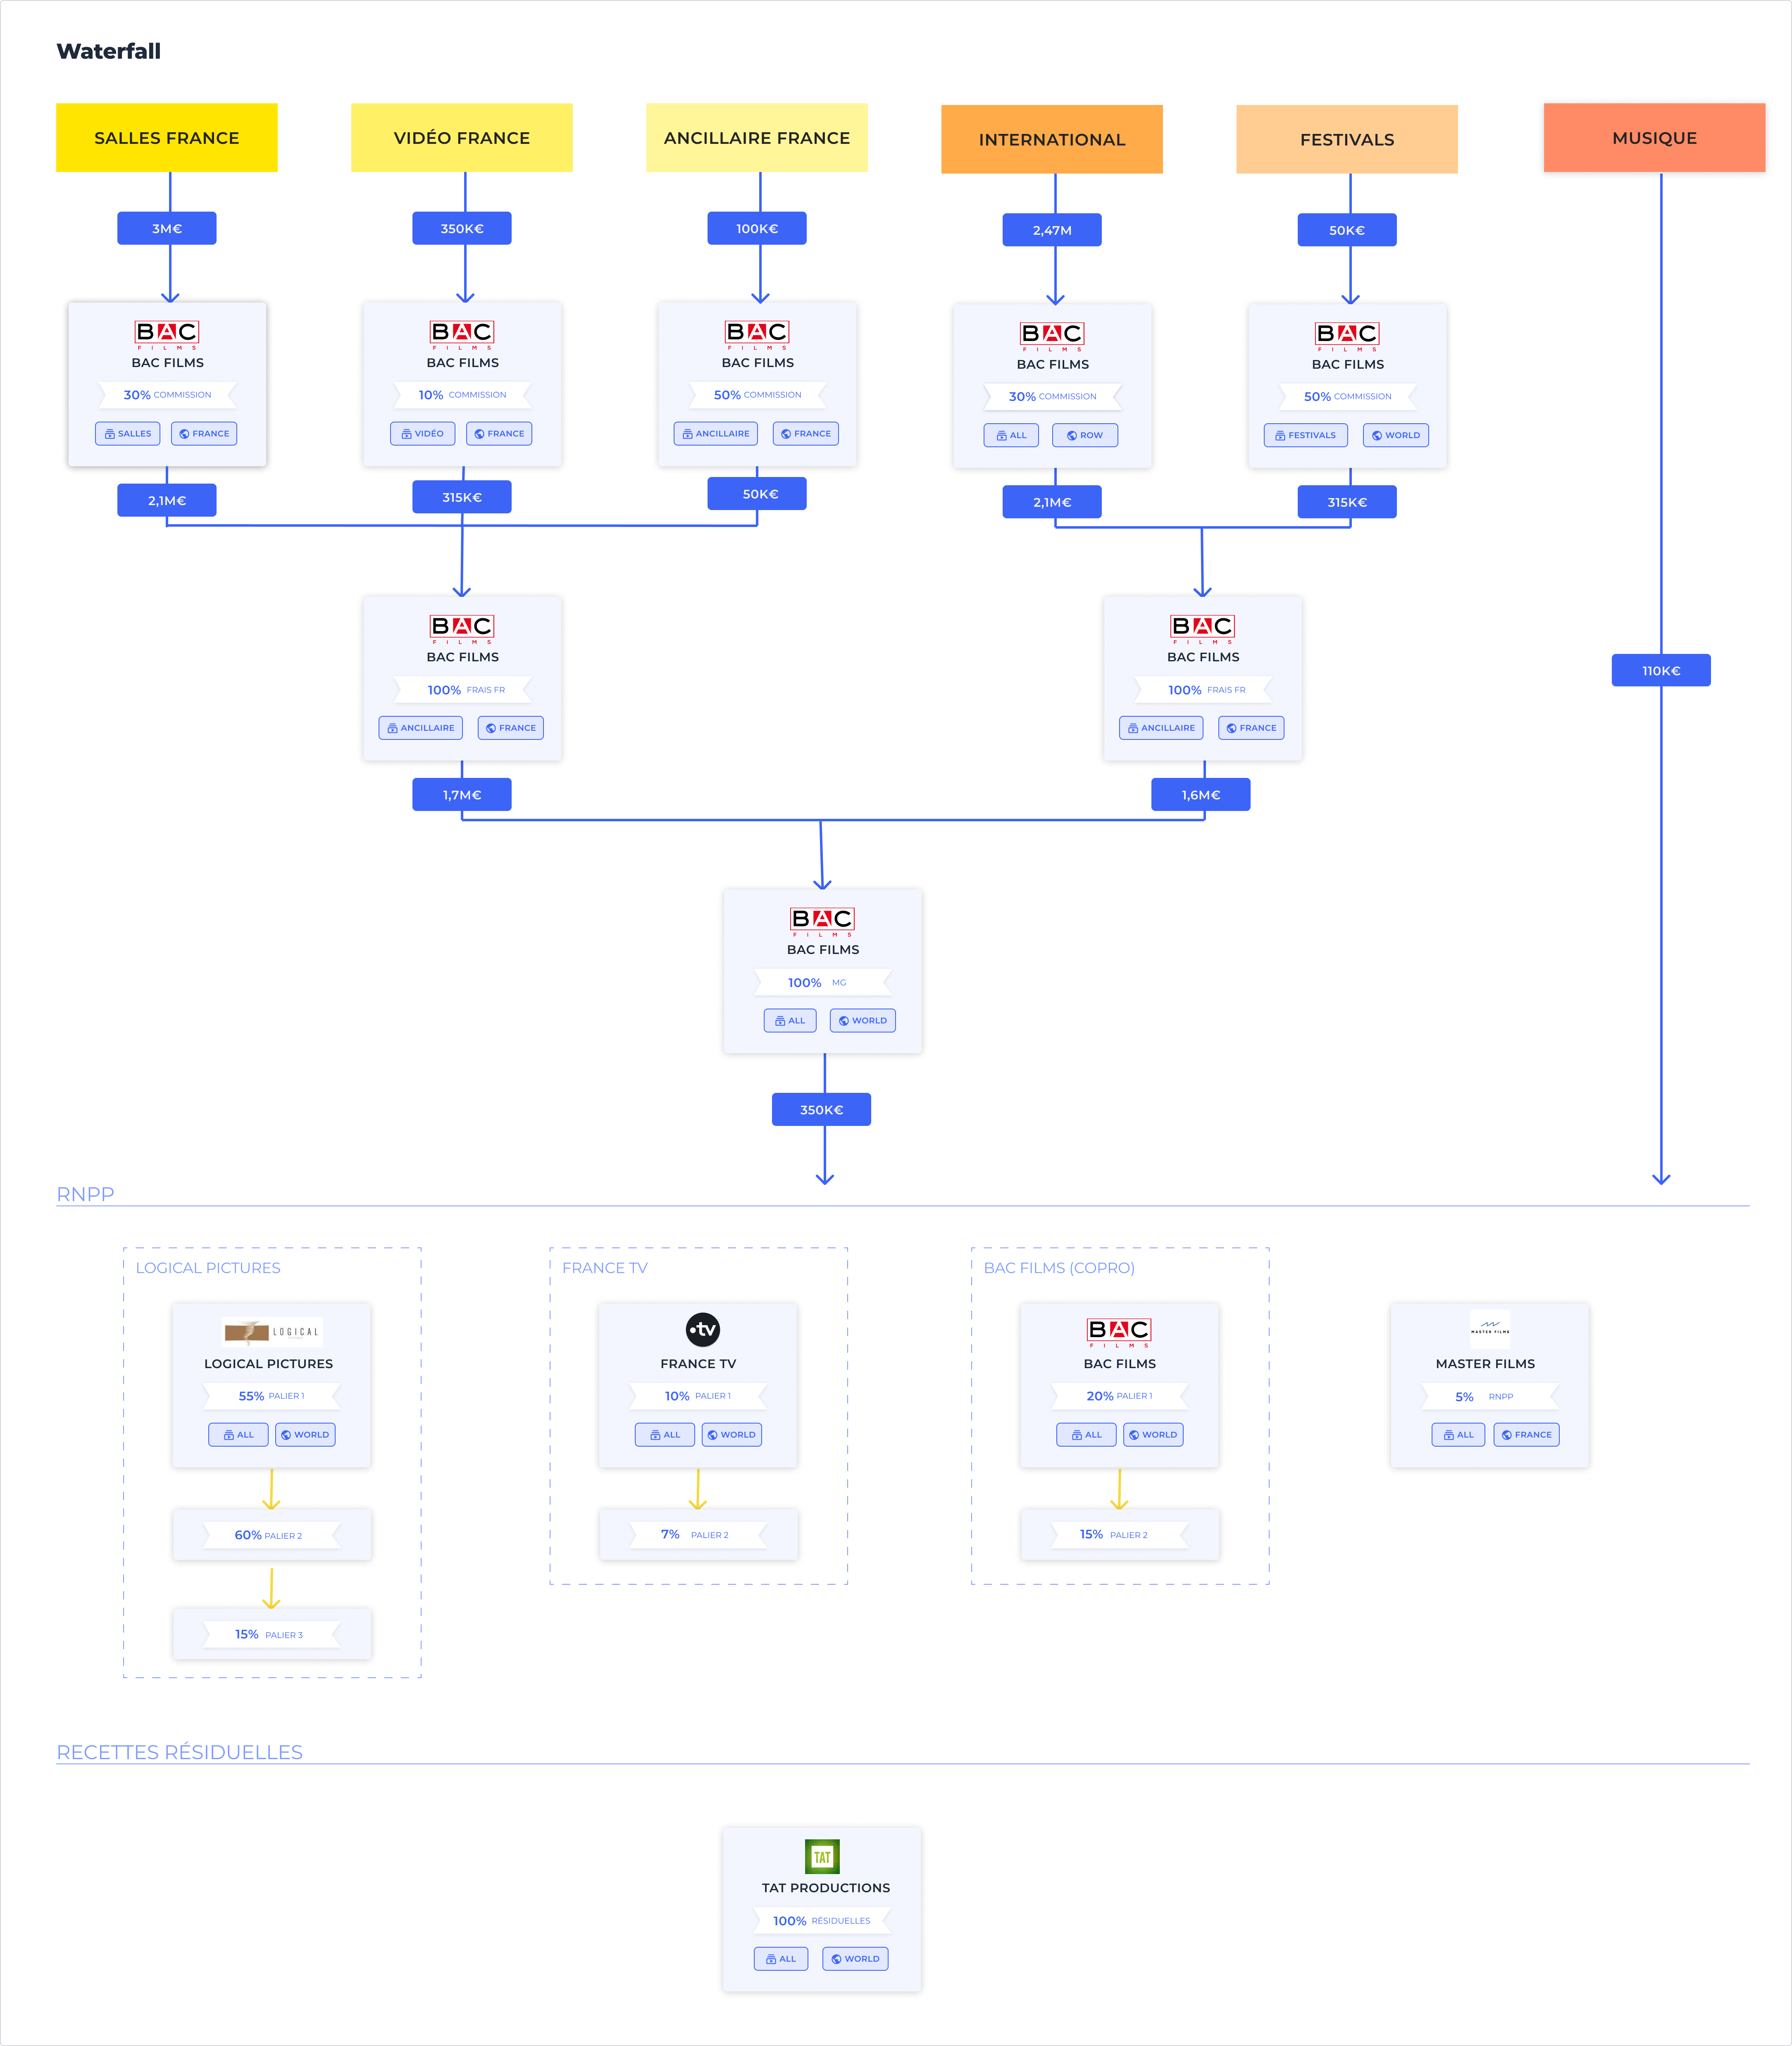 Waterfall
SALLES FRANCE
VIDÉO FRANCE
ANCILLAIRE FRANCE
INTERNATIONAL
FESTIVALS
MUSIQUE
3M€
350K€
100K€
2,47M
50K€
BAC
FILMS
BAC FILMS
30% COMMISSION
SALLES FRANCE
BAC
FILMS
BAC FILMS
10% COMMISSION
VIDÉO FRANCE
BAC
FILMS
BAC FILMS
50% COMMISSION
ANCILLAIRE FRANCE
BAC
FILMS
BAC FILMS
30% COMMISSION
ALL ROW
BAC
FILMS
BAC FILMS
50% COMMISSION
FESTIVALS WORLD
2,1M€
315K€
50K€
2,1M€
315K€
BAC
FILMS
BAC FILMS
100% FRAIS FR
ANCILLAIRE FRANCE
BAC
FILMS
BAC FILMS
100% FRAIS FR
ANCILLAIRE FRANCE
110K€
1,7M€
1,6M€
BAC
FILMS
BAC FILMS
100% MG
ALL WORLD
350K€
RNPP
LOGICAL PICTURES
LOGICAL
LOGICAL PICTURES
55% PALIER 1
ALL WORLD
60% PALIER 2
15% PALIER 3
FRANCE TV
•tv
FRANCE TV
10% PALIER 1
ALL WORLD
7% PALIER 2
BAC FILMS (COPRO)
BAC
FILMS
BAC FILMS
20% PALIER 1
ALL WORLD
15% PALIER 2
MASTER FILMS
MASTER FILMS
5% RNPP
ALL FRANCE
RECETTES RÉSIDUELLES
TAT
TAT PRODUCTIONS
100% RÉSIDUELLES
ALL WORLD